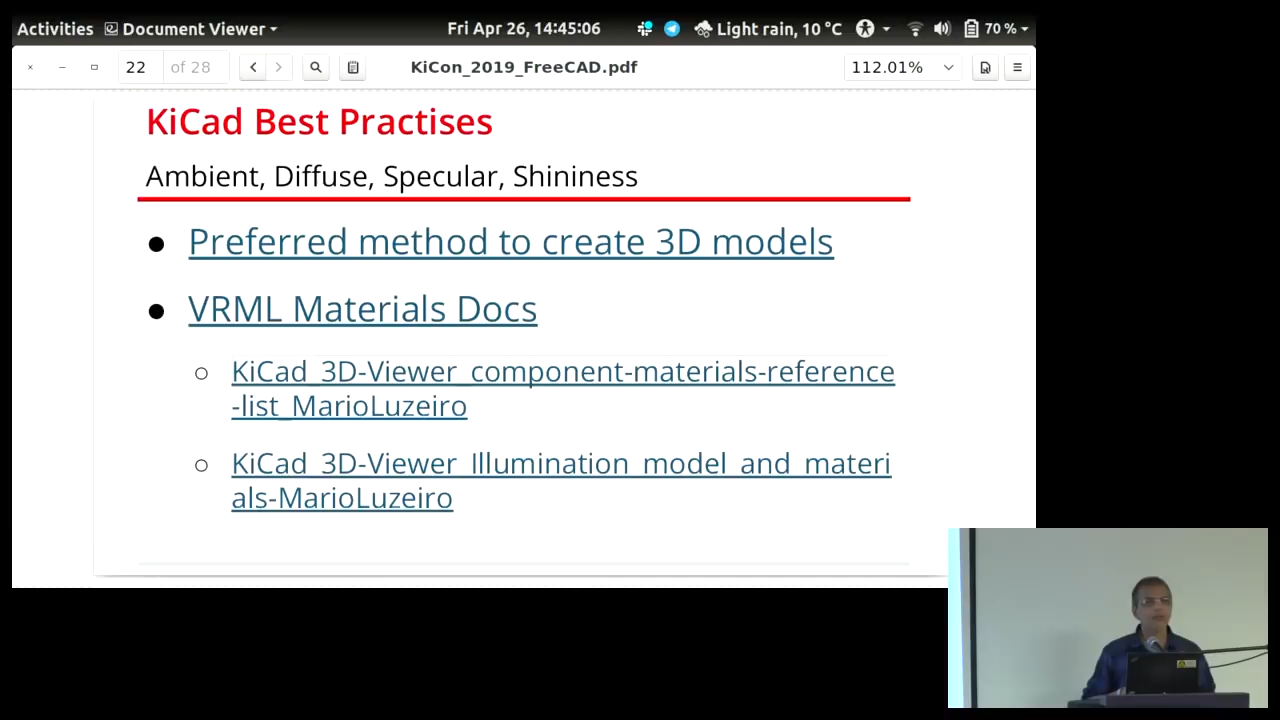 Activities Document Viewer Fri Apr 26, 14:45:06 Light rain, 10 °C 70 %
22 of 28 KiCon_2019_FreeCAD.pdf 112.01%
KiCad Best Practises
Ambient, Diffuse, Specular, Shininess
Preferred method to create 3D models
VRML Materials Docs
KiCad_3D-Viewer_component-materials-reference
-list_MarioLuzeiro
KiCad_3D-Viewer_Illumination_model_and_materi
als-MarioLuzeiro